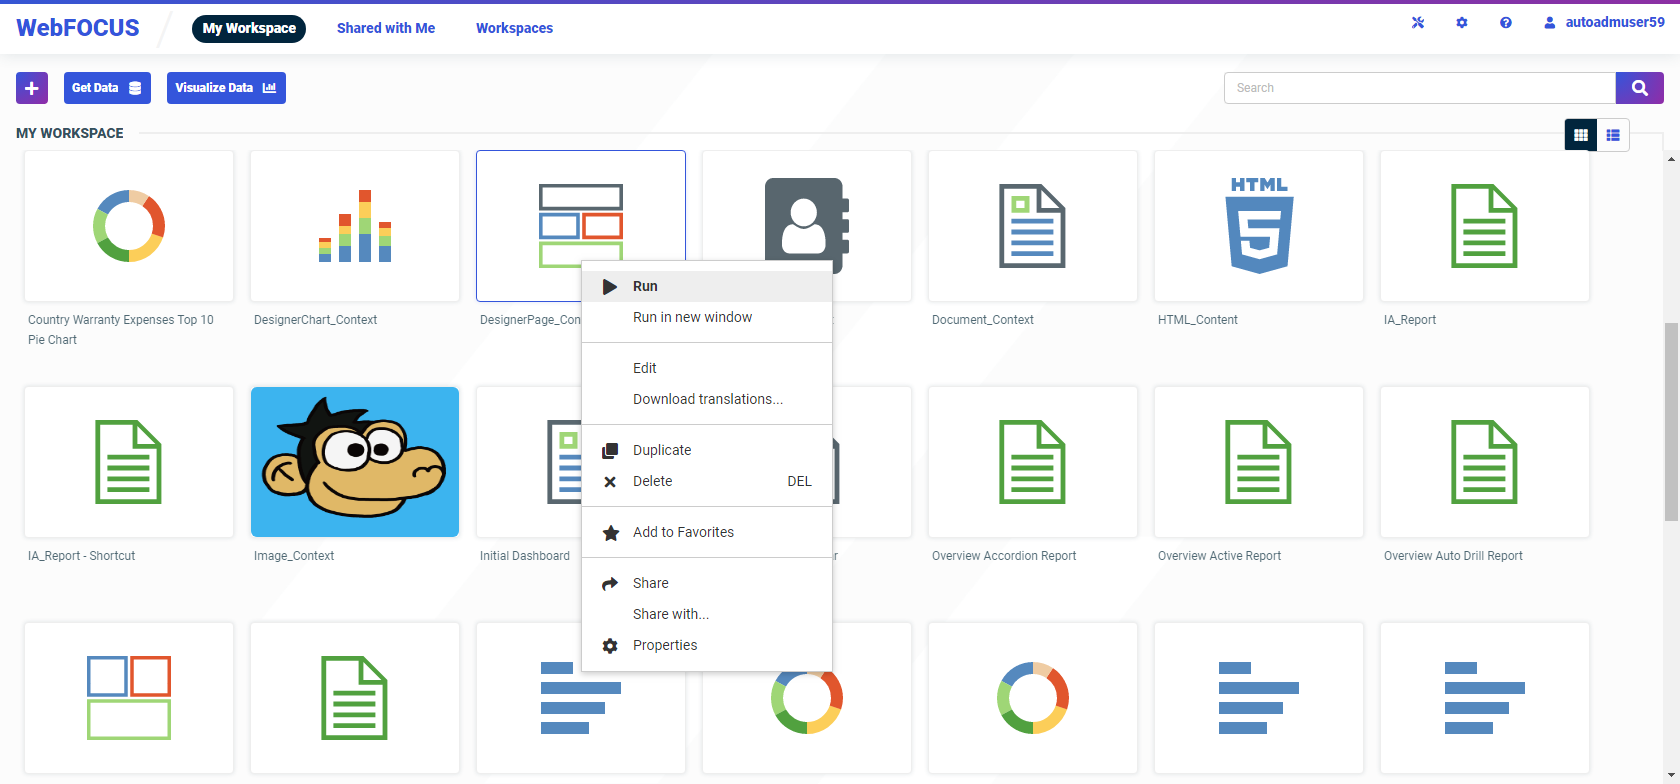 WebFOCUS
My Workspace
Shared with Me
Workspaces
autoadmuser59
Get Data
Visualize Data
Search
MY WORKSPACE
HTML
Country Warranty Expenses Top 10
Pie Chart
DesignerChart_Context
DesignerPage_Con
Document_Context
HTML_Content
IA_Report
Run
Run in new window
Edit
Download translations...
Duplicate
Delete DEL
Add to Favorites
Share
Share with...
Properties
IA_Report - Shortcut
Image_Context
Initial Dashboard
Overview Accordion Report
Overview Active Report
Overview Auto Drill Report